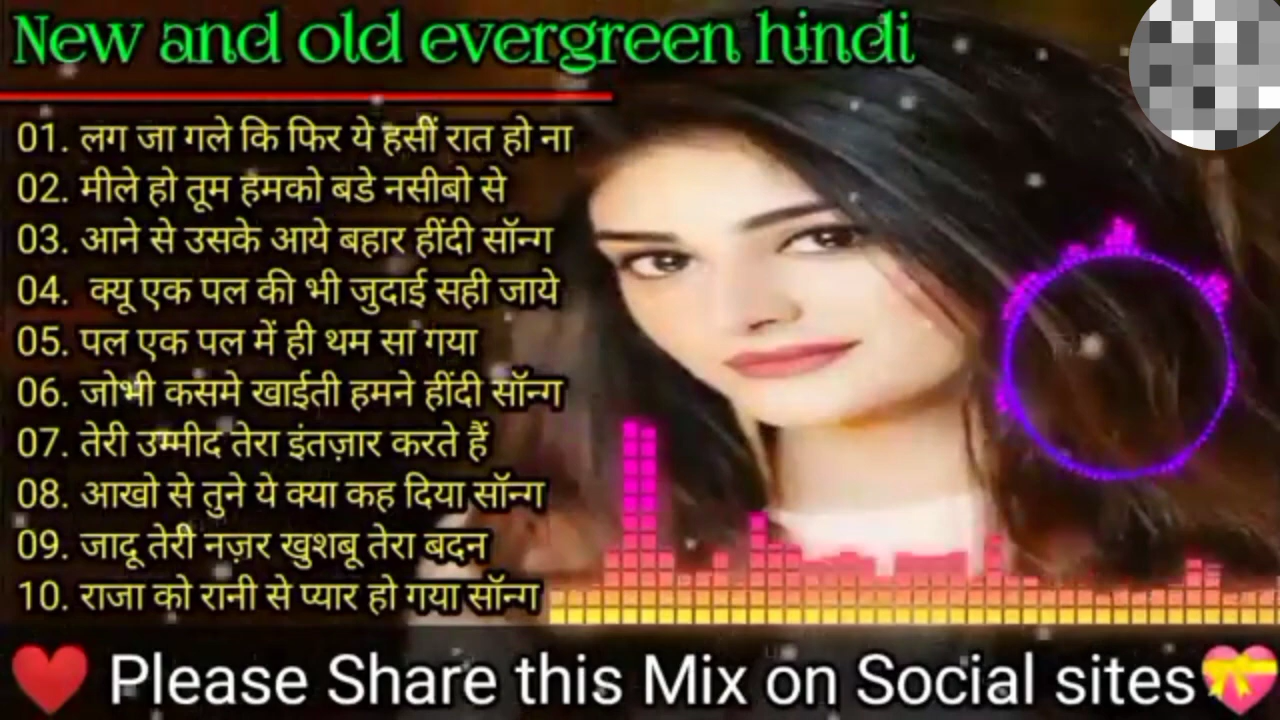 New and old evergreen hindi
01. लग जा गले कि फिर ये हसीं रात हो ना
02. मीले हो तूम हमको बडे नसीबो से
03. आने से उसके आये बहार हींदी सॉन्ग
04. क्यू एक पल की भी जुदाई सही जाये
05. पल एक पल में ही थम सा गया
06. जोभी कसमे खाईती हमने हींदी सॉन्ग
07. तेरी उम्मीद तेरा इंतज़ार करते हैं
08. आखो से तुने ये क्या कह दिया सॉन्ग
09. जादू तेरी नज़र खुशबू तेरा बदन
10. राजा को रानी से प्यार हो गया सॉन्ग
Please Share this Mix on Social sites